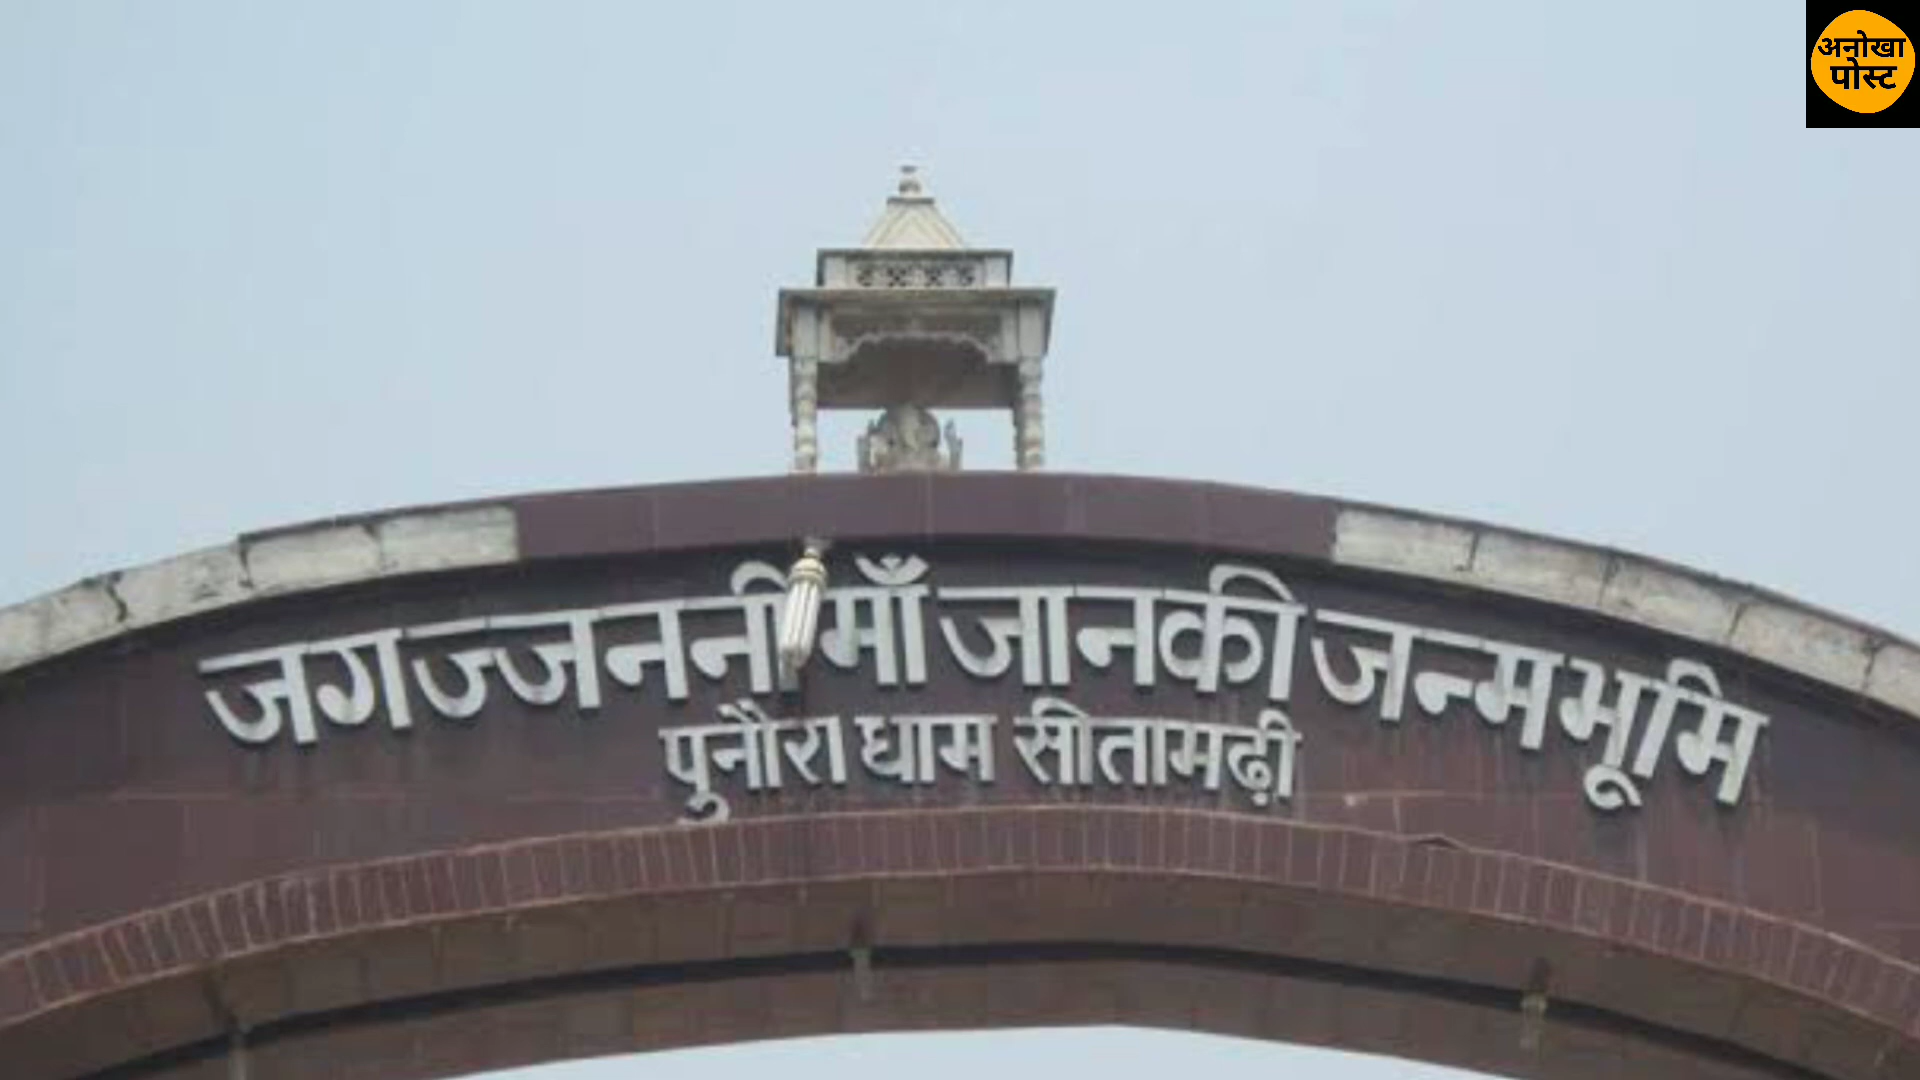 अनोखा
पोस्ट
जगज्जननी माँ जानकी जन्मभूमि
पुनौरा धाम सीतामढ़ी